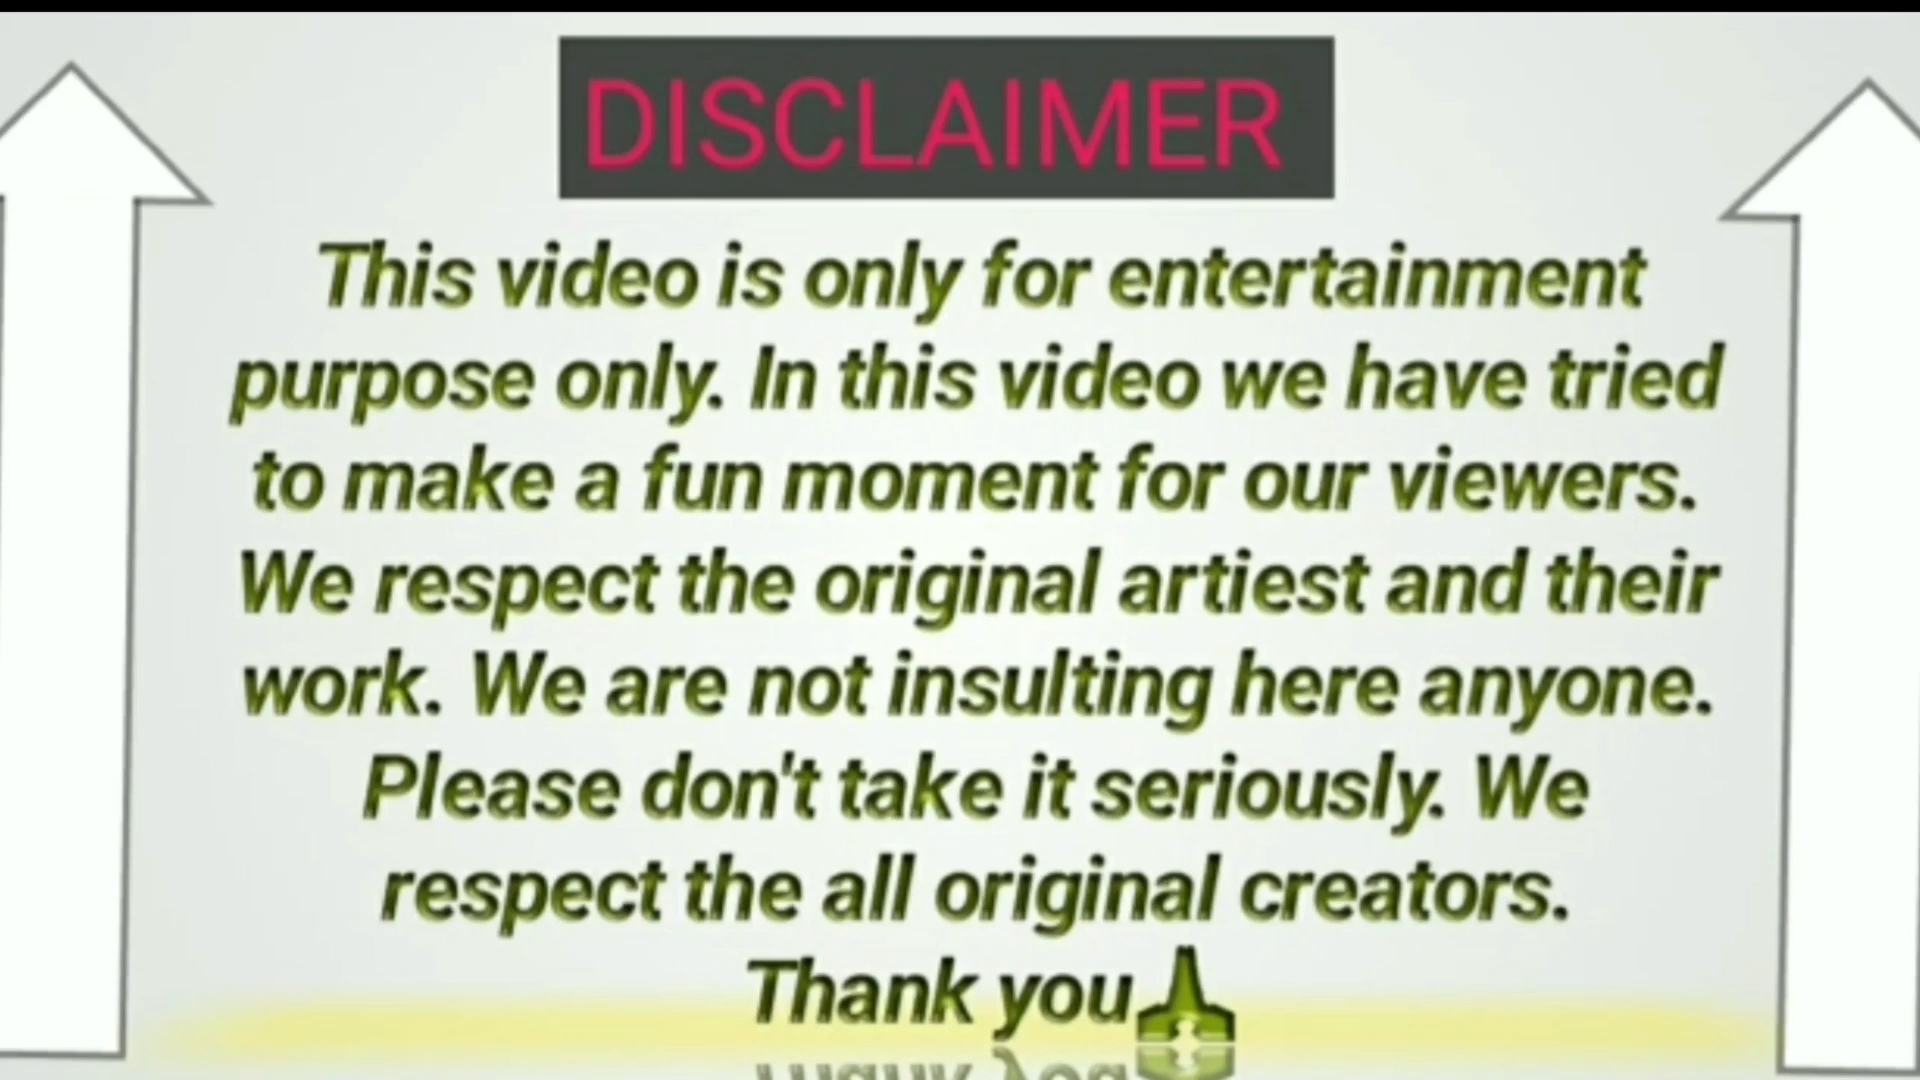 DISCLAIMER
This video is only for entertainment
purpose only. In this video we have tried
to make a fun moment for our viewers.
We respect the original artiest and their
work. We are not insulting here anyone.
Please don't take it seriously. We
respect the all original creators.
Thank you🙏